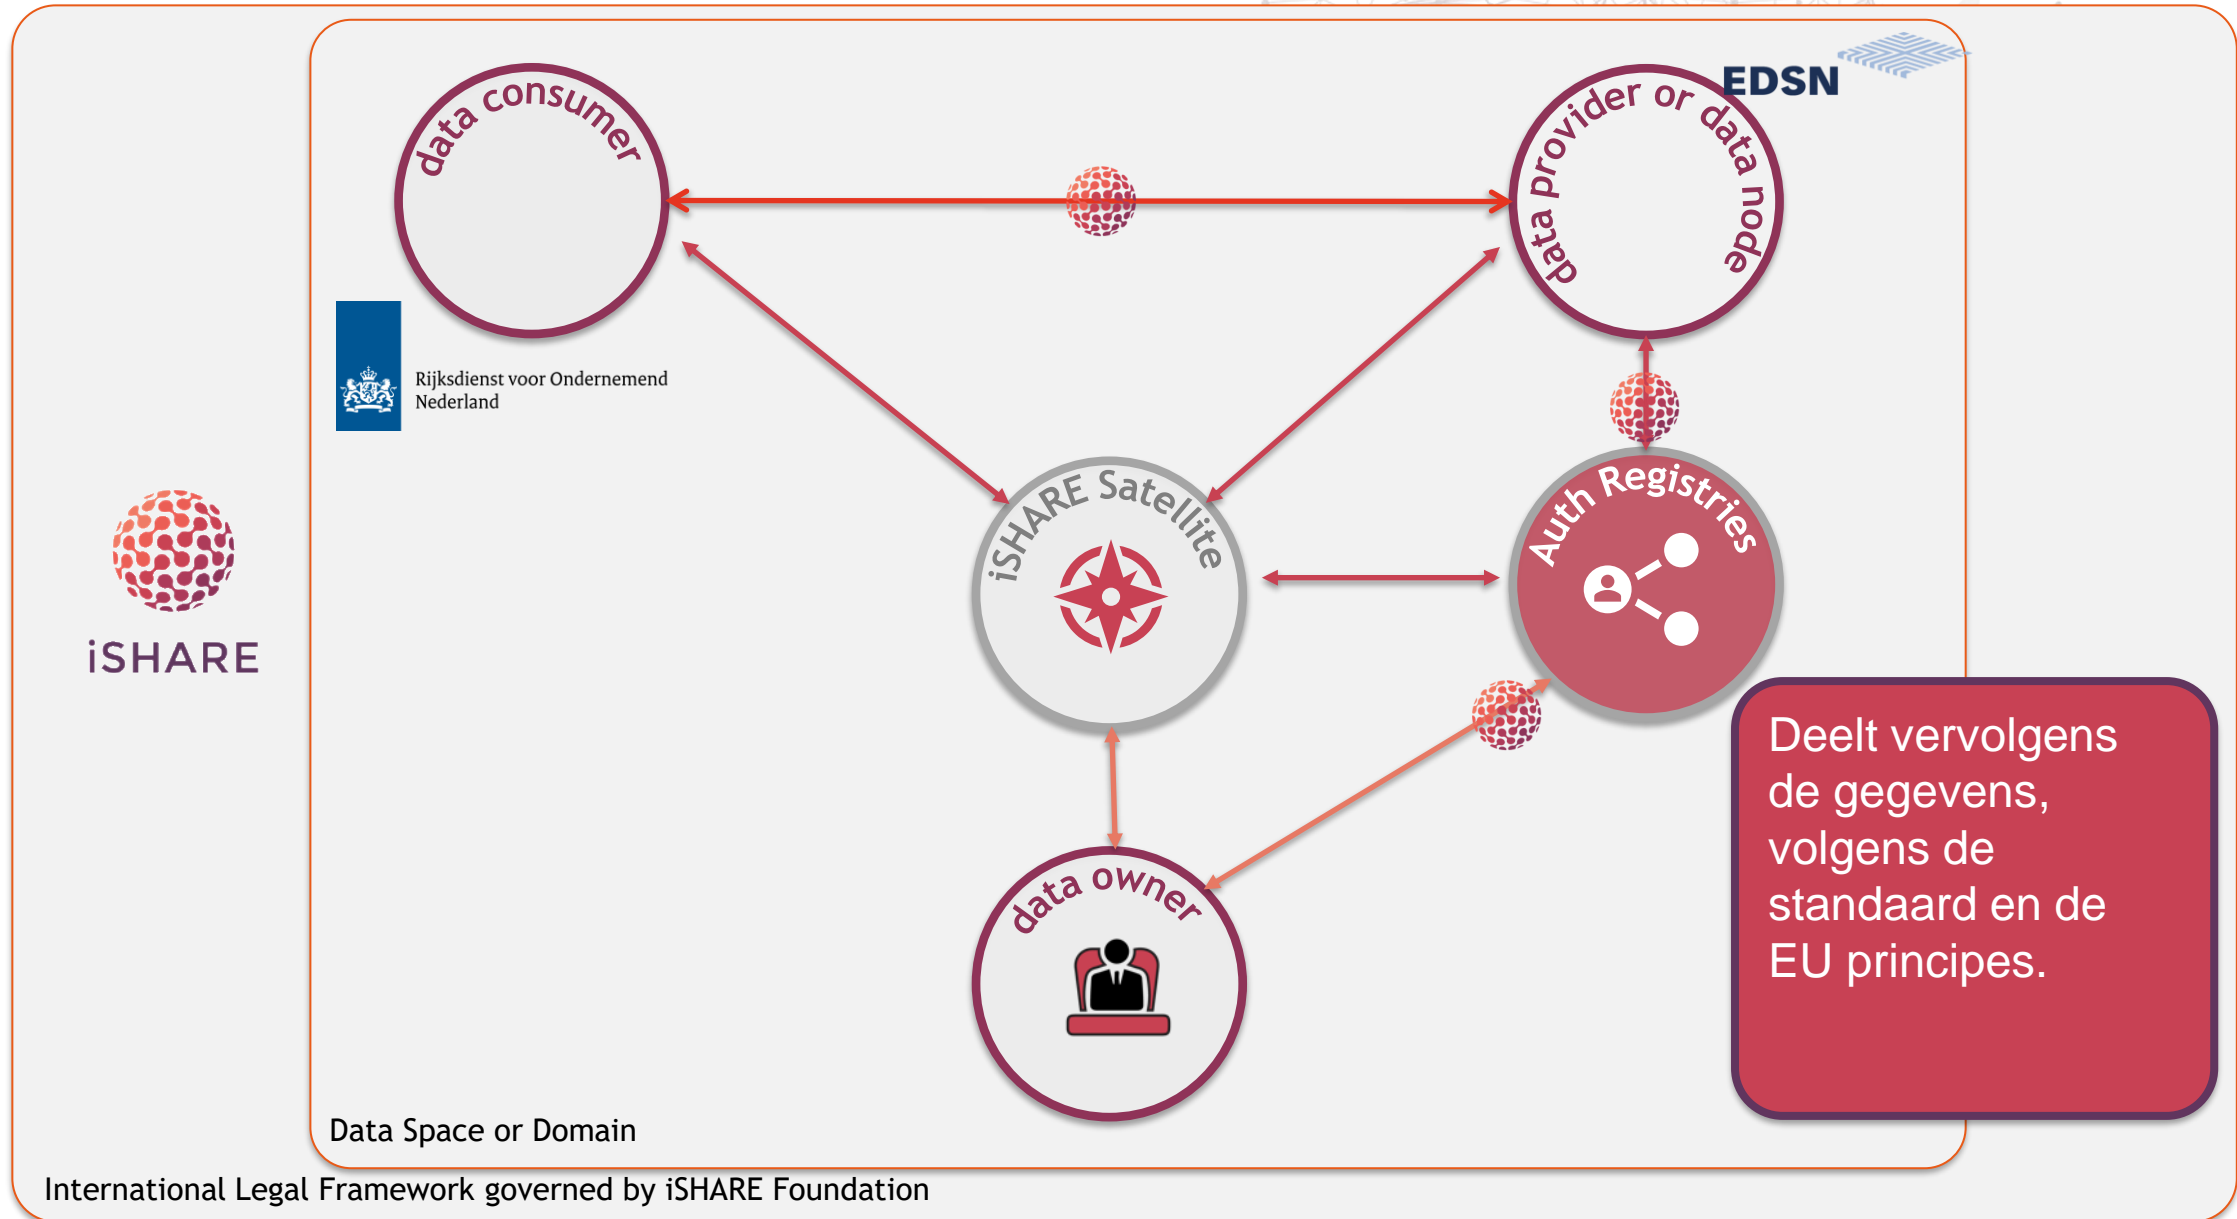 EDSN
data consumer
data provider or data node
Rijksdienst voor Ondernemend
Nederland
iSHARE Satellite
Auth Registries
iSHARE
Deelt vervolgens
de gegevens,
volgens de
standaard en de
EU principes.
data owner
Data Space or Domain
International Legal Framework governed by iSHARE Foundation